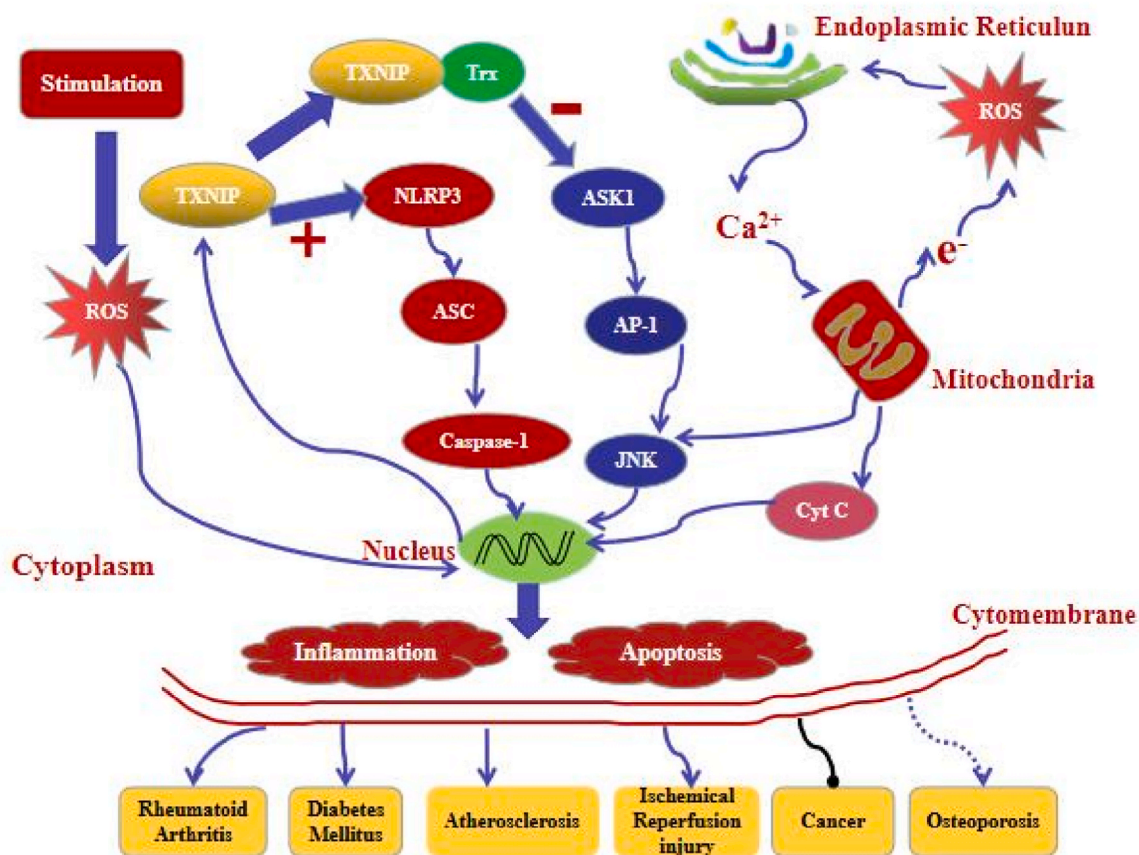 Endoplasmic Reticulun
Stimulation
TXNIP
Trx
ROS
TXNIP
NLRP3
ASK1
Ca²⁺
e⁻
ROS
ASC
AP-1
Mitochondria
Caspase-1
JNK
Cyt C
Nucleus
Cytoplasm
Cytomembrane
Inflammation
Apoptosis
Rheumatoid
Arthritis
Diabetes
Mellitus
Atherosclerosis
Ischemical
Reperfusion
injury
Cancer
Osteoporosis